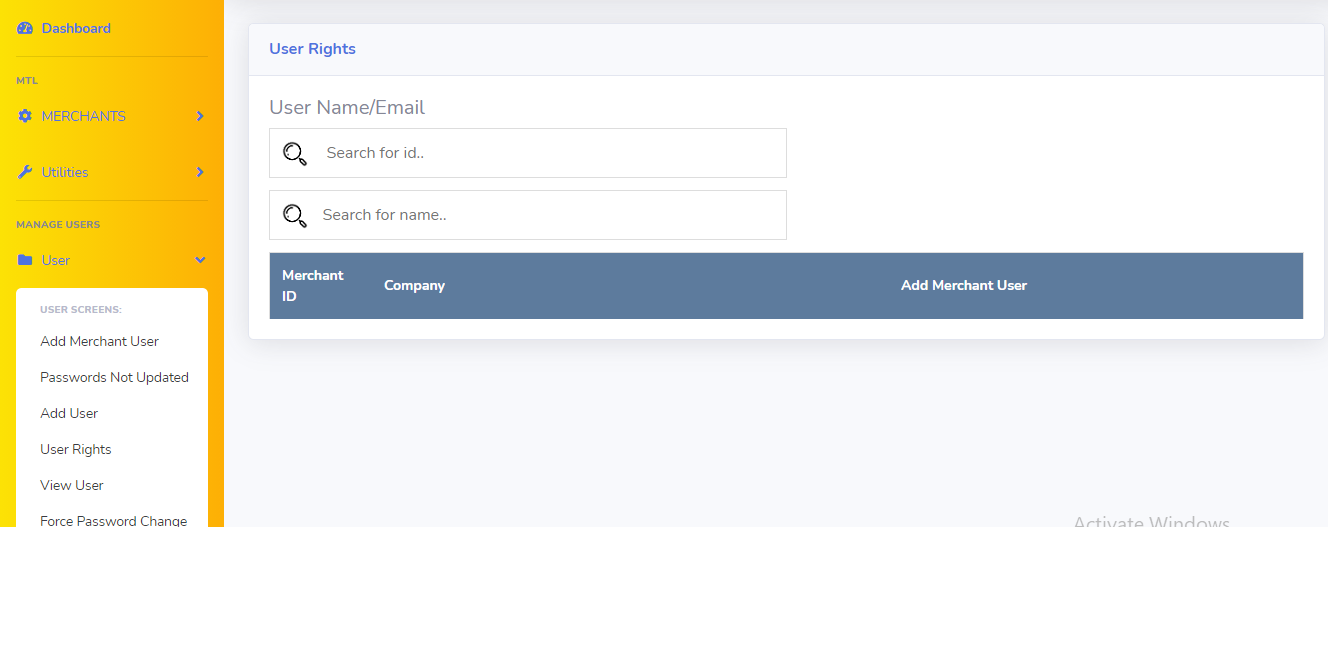 Dashboard
MTL
MERCHANTS
Utilities
MANAGE USERS
User
USER SCREENS:
Add Merchant User
Passwords Not Updated
Add User
User Rights
View User
Force Password Change
User Rights
User Name/Email
Search for id..
Search for name..
Merchant
ID
Company
Add Merchant User
Activate Windows